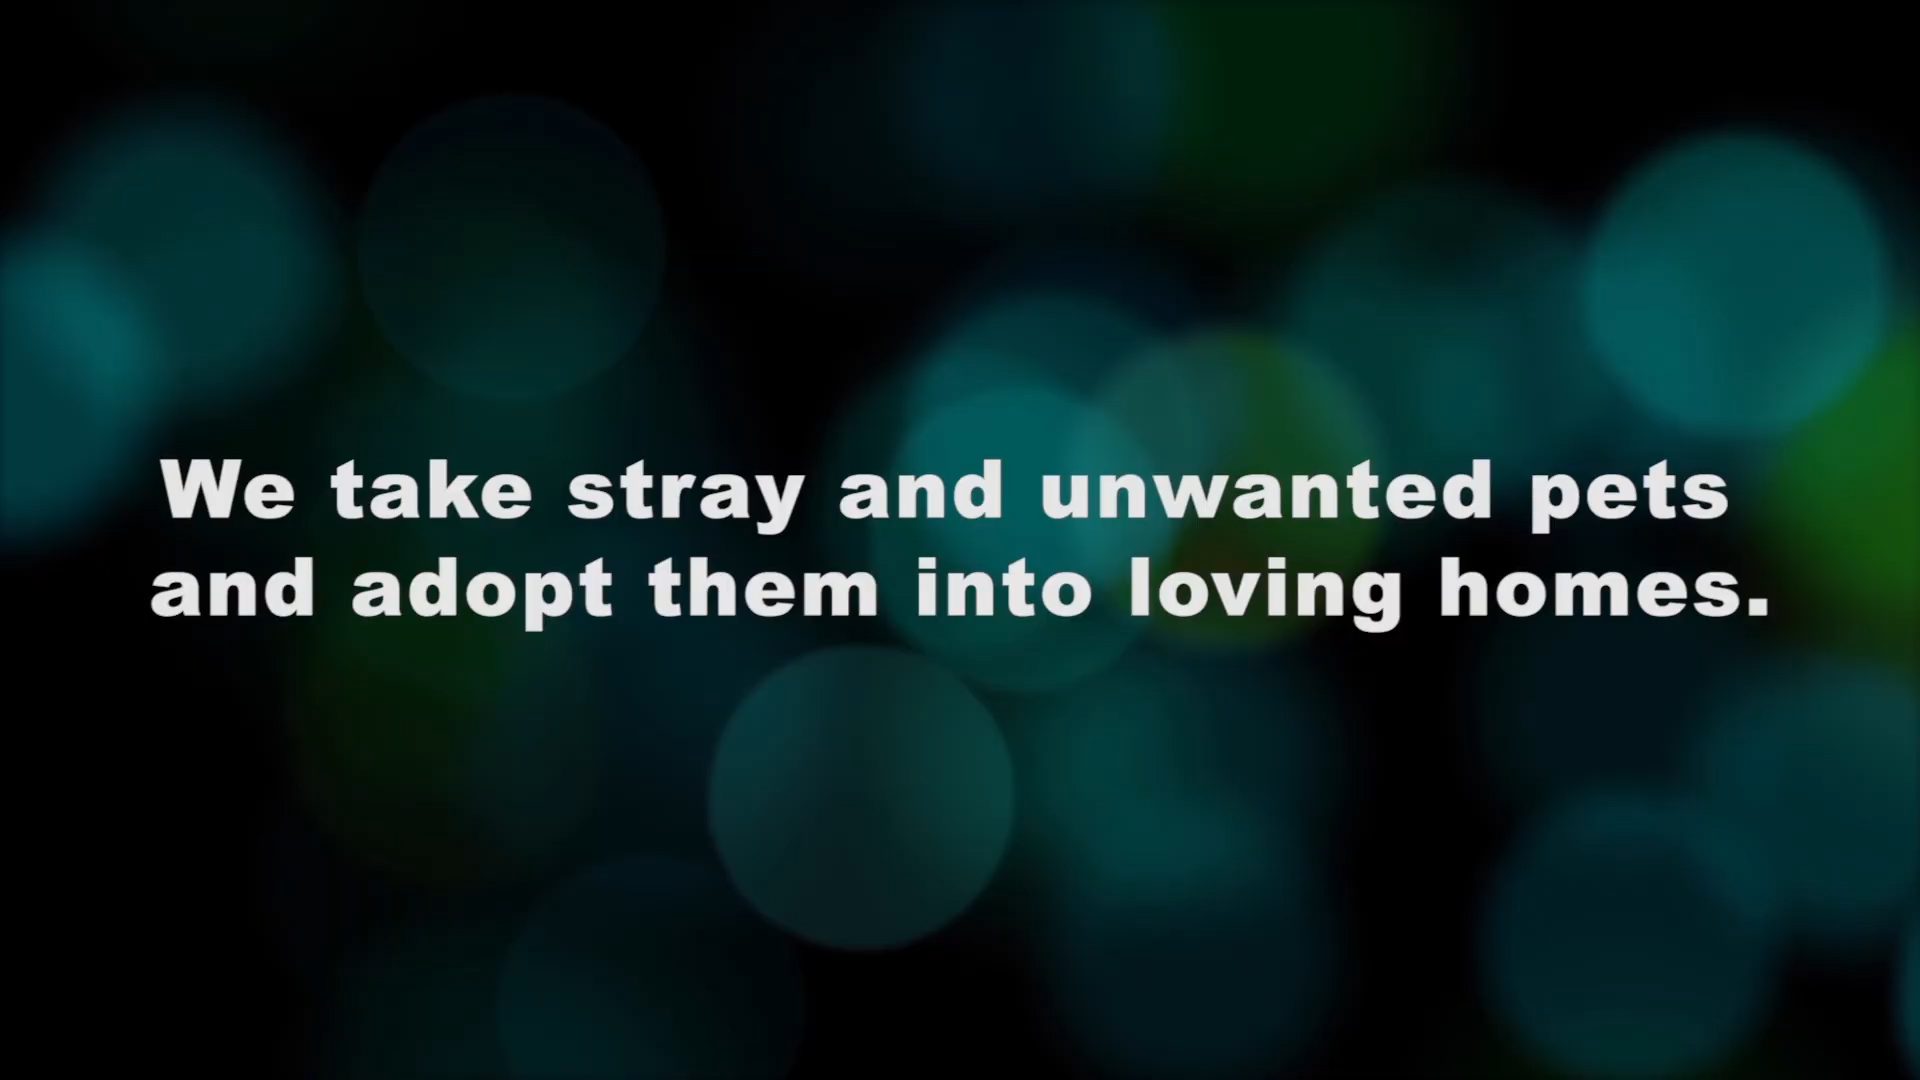 We take stray and unwanted pets
and adopt them into loving homes.